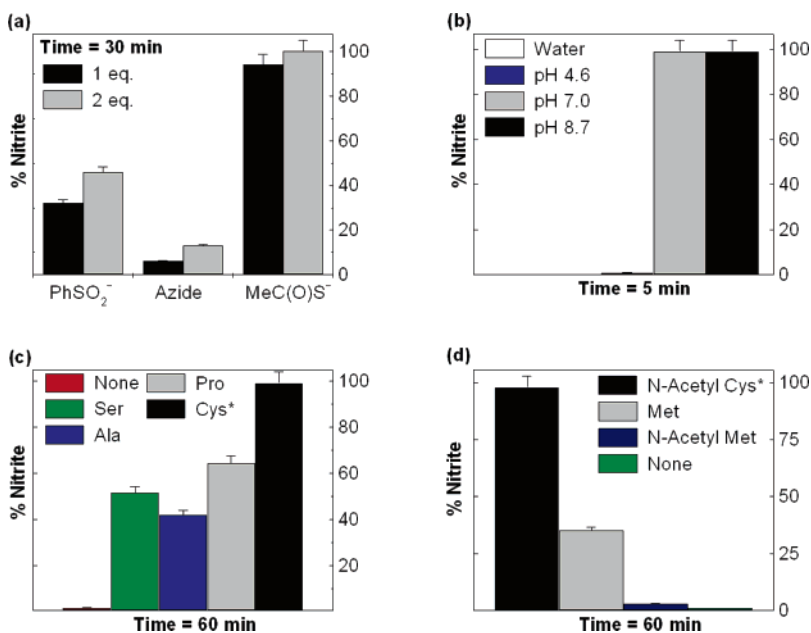 (a)
Time = 30 min
1 eq.
2 eq.
% Nitrite
100
80
60
40
20
0
PhSO₂⁻ Azide MeC(O)S⁻
(b)
Water
pH 4.6
pH 7.0
pH 8.7
% Nitrite
100
80
60
40
20
0
Time = 5 min
(c)
None Pro
Ser Cys*
Ala
% Nitrite
100
80
60
40
20
Time = 60 min
(d)
N-Acetyl Cys*
Met
N-Acetyl Met
None
% Nitrite
100
75
50
25
0
Time = 60 min